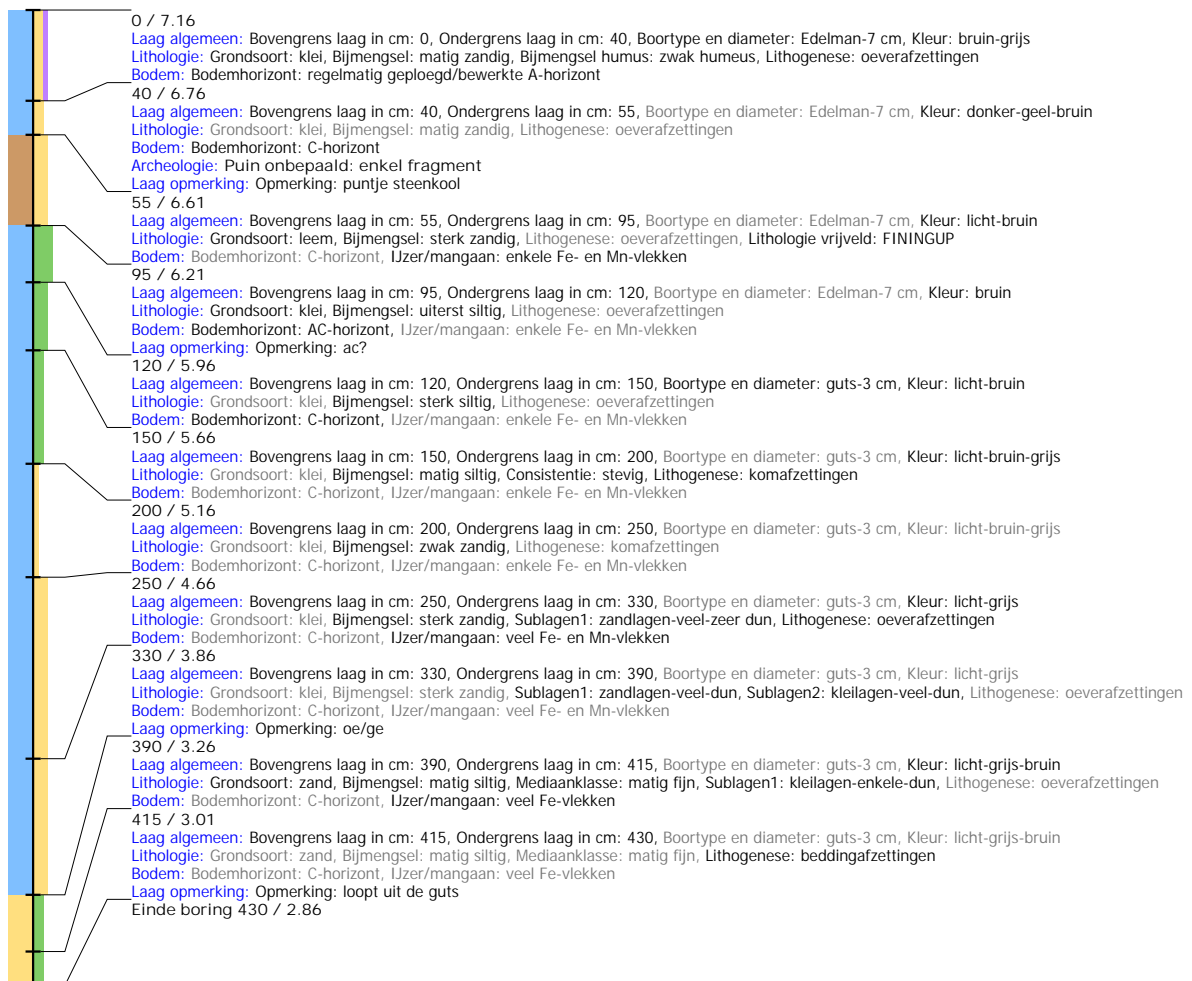 0 / 7.16
Laag algemeen: Bovengrens laag in cm: 0, Ondergrens laag in cm: 40, Boortype en diameter: Edelman-7 cm, Kleur: bruin-grijs
Lithologie: Grondsoort: klei, Bijmengsel: matig zandig, Bijmengsel humus: zwak humeus, Lithogenese: oeverafzettingen
Bodem: Bodemhorizont: regelmatig geploegd/bewerkte A-horizont
40 / 6.76
Laag algemeen: Bovengrens laag in cm: 40, Ondergrens laag in cm: 55, Boortype en diameter: Edelman-7 cm, Kleur: donker-geel-bruin
Lithologie: Grondsoort: klei, Bijmengsel: matig zandig, Lithogenese: oeverafzettingen
Bodem: Bodemhorizont: C-horizont
Archeologie: Puin onbepaald: enkel fragment
Laag opmerking: Opmerking: puntje steenkool
55 / 6.61
Laag algemeen: Bovengrens laag in cm: 55, Ondergrens laag in cm: 95, Boortype en diameter: Edelman-7 cm, Kleur: licht-bruin
Lithologie: Grondsoort: leem, Bijmengsel: sterk zandig, Lithogenese: oeverafzettingen, Lithologie vrijveld: FININGUP
Bodem: Bodemhorizont: C-horizont, IJzer/mangaan: enkele Fe- en Mn-vlekken
95 / 6.21
Laag algemeen: Bovengrens laag in cm: 95, Ondergrens laag in cm: 120, Boortype en diameter: Edelman-7 cm, Kleur: bruin
Lithologie: Grondsoort: klei, Bijmengsel: uiterst siltig, Lithogenese: oeverafzettingen
Bodem: Bodemhorizont: AC-horizont, IJzer/mangaan: enkele Fe- en Mn-vlekken
Laag opmerking: Opmerking: ac?
120 / 5.96
Laag algemeen: Bovengrens laag in cm: 120, Ondergrens laag in cm: 150, Boortype en diameter: guts-3 cm, Kleur: licht-bruin
Lithologie: Grondsoort: klei, Bijmengsel: sterk siltig, Lithogenese: oeverafzettingen
Bodem: Bodemhorizont: C-horizont, IJzer/mangaan: enkele Fe- en Mn-vlekken
150 / 5.66
Laag algemeen: Bovengrens laag in cm: 150, Ondergrens laag in cm: 200, Boortype en diameter: guts-3 cm, Kleur: licht-bruin-grijs
Lithologie: Grondsoort: klei, Bijmengsel: matig siltig, Consistentie: stevig, Lithogenese: komafzettingen
Bodem: Bodemhorizont: C-horizont, IJzer/mangaan: enkele Fe- en Mn-vlekken
200 / 5.16
Laag algemeen: Bovengrens laag in cm: 200, Ondergrens laag in cm: 250, Boortype en diameter: guts-3 cm, Kleur: licht-bruin-grijs
Lithologie: Grondsoort: klei, Bijmengsel: zwak zandig, Lithogenese: komafzettingen
Bodem: Bodemhorizont: C-horizont, IJzer/mangaan: enkele Fe- en Mn-vlekken
250 / 4.66
Laag algemeen: Bovengrens laag in cm: 250, Ondergrens laag in cm: 330, Boortype en diameter: guts-3 cm, Kleur: licht-grijs
Lithologie: Grondsoort: klei, Bijmengsel: sterk zandig, Sublagen1: zandlagen-veel-zeer dun, Lithogenese: oeverafzettingen
Bodem: Bodemhorizont: C-horizont, IJzer/mangaan: veel Fe- en Mn-vlekken
330 / 3.86
Laag algemeen: Bovengrens laag in cm: 330, Ondergrens laag in cm: 390, Boortype en diameter: guts-3 cm, Kleur: licht-grijs
Lithologie: Grondsoort: klei, Bijmengsel: sterk zandig, Sublagen1: zandlagen-veel-dun, Sublagen2: kleilagen-veel-dun, Lithogenese: oeverafzettingen
Bodem: Bodemhorizont: C-horizont, IJzer/mangaan: veel Fe- en Mn-vlekken
Laag opmerking: Opmerking: oe/ge
390 / 3.26
Laag algemeen: Bovengrens laag in cm: 390, Ondergrens laag in cm: 415, Boortype en diameter: guts-3 cm, Kleur: licht-grijs-bruin
Lithologie: Grondsoort: zand, Bijmengsel: matig siltig, Mediaanklasse: matig fijn, Sublagen1: kleilagen-enkele-dun, Lithogenese: oeverafzettingen
Bodem: Bodemhorizont: C-horizont, IJzer/mangaan: veel Fe-vlekken
415 / 3.01
Laag algemeen: Bovengrens laag in cm: 415, Ondergrens laag in cm: 430, Boortype en diameter: guts-3 cm, Kleur: licht-grijs-bruin
Lithologie: Grondsoort: zand, Bijmengsel: matig siltig, Mediaanklasse: matig fijn, Lithogenese: beddingafzettingen
Bodem: Bodemhorizont: C-horizont, IJzer/mangaan: veel Fe-vlekken
Laag opmerking: Opmerking: loopt uit de guts
Einde boring 430 / 2.86